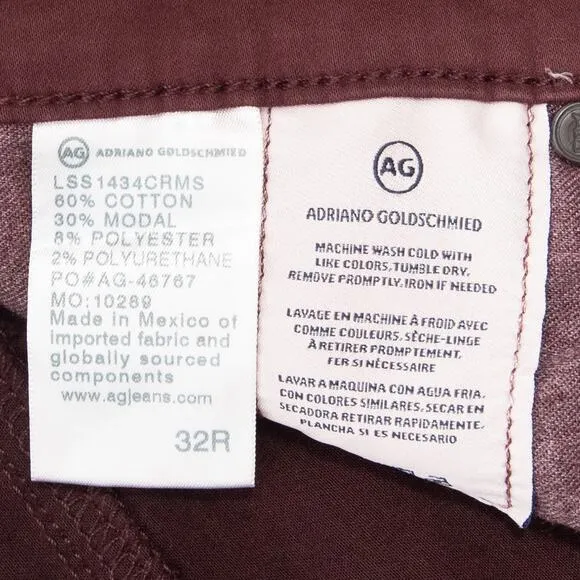 AG ADRIANO GOLDSCHMIED
LSS1434CRMS
60% COTTON
30% MODAL
8% POLYESTER
2% POLYURETHANE
PO#AG-46767
MO:10289
Made in Mexico of
imported fabric and
globally sourced
components
www.agjeans.com
32R
AG
ADRIANO GOLDSCHMIED
MACHINE WASH COLD WITH
LIKE COLORS, TUMBLE DRY,
REMOVE PROMPTLY, IRON IF NEEDED
LAVAGE EN MACHINE À FROID AVEC
COMME COULEURS, SÈCHE-LINGE
À RETIRER PROMPTEMENT,
FER SI NÉCESSAIRE
LAVAR A MAQUINA CON AGUA FRIA,
CON COLORES SIMILARES, SECAR EN
SECADORA RETIRAR RAPIDAMENTE,
PLANCHA SI ES NECESARIO